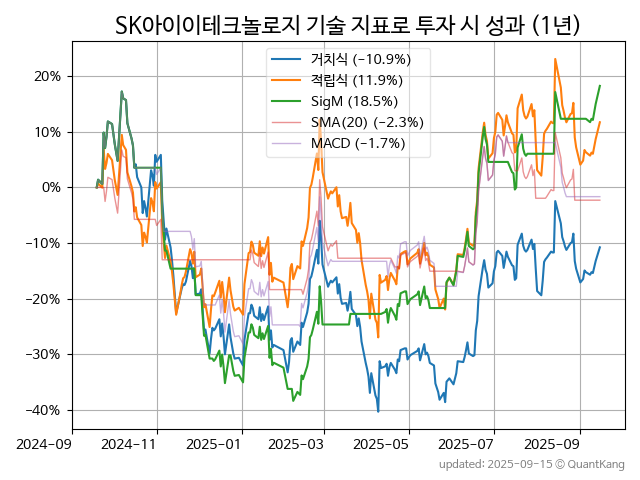 SK아이이테크놀로지 기술 지표로 투자 시 성과 (1년)
거치식 (−10.9%)
적립식 (11.9%)
SigM (18.5%)
SMA(20) (−2.3%)
MACD (−1.7%)
20%
10%
0%
−10%
−20%
−30%
−40%
2024-09 2024-11 2025-01 2025-03 2025-05 2025-07 2025-09
updated: 2025-09-15 © QuantKang